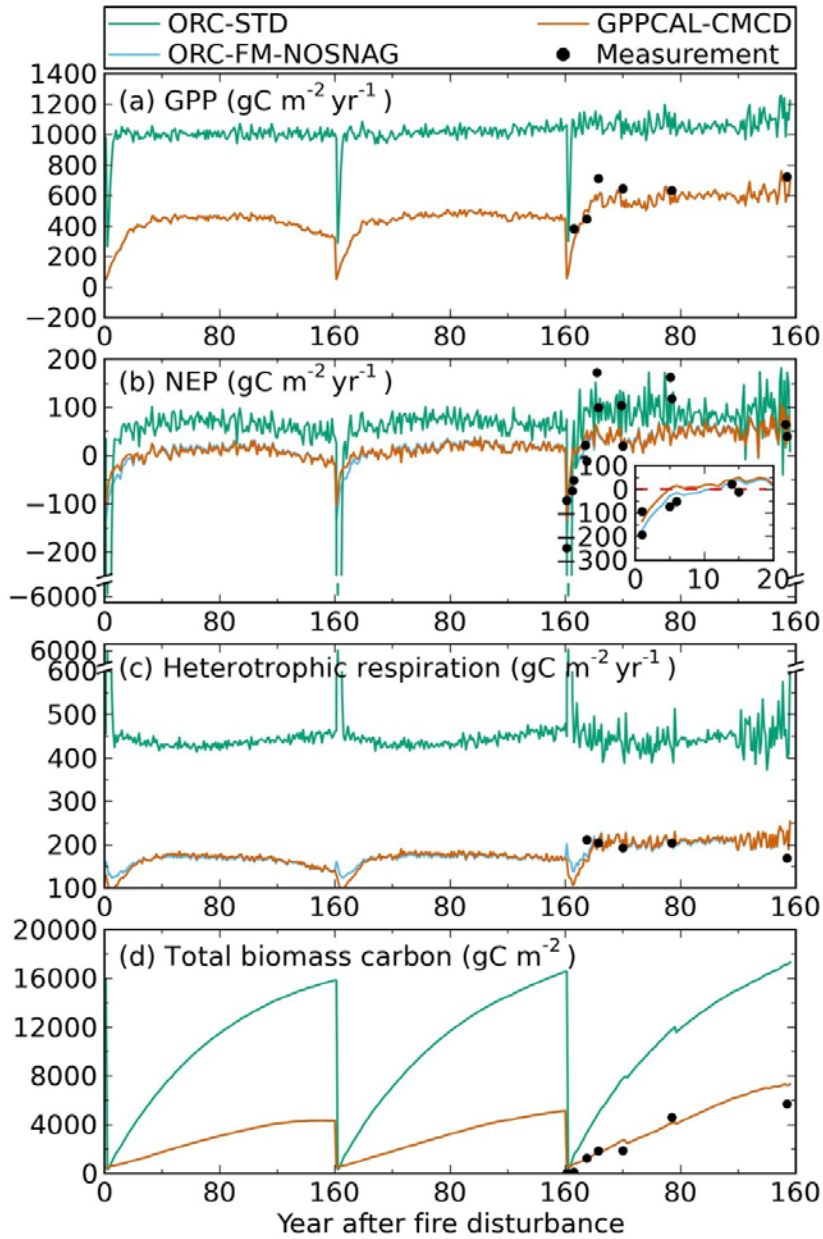 ORC-STD
GPPCAL-CMCD
ORC-FM-NOSNAG
Measurement
1400
(a) GPP (gC m-2 yr-1 )
1200
1000
800
600
400
200
0
−200
0 80 160 80 160 80 160
200
(b) NEP (gC m-2 yr-1)
100
0
−100
−200
−6000
100
0
−100
−200
−300
0 5 10 15 20
0 80 160 80 160 80 160
6000
600
(c) Heterotrophic respiration (gC m-2 yr-1)
500
400
300
200
100
0 80 160 80 160 80 160
20000
(d) Total biomass carbon (gC m-2)
16000
12000
8000
4000
0
0 80 160 80 160 80 160
Year after fire disturbance